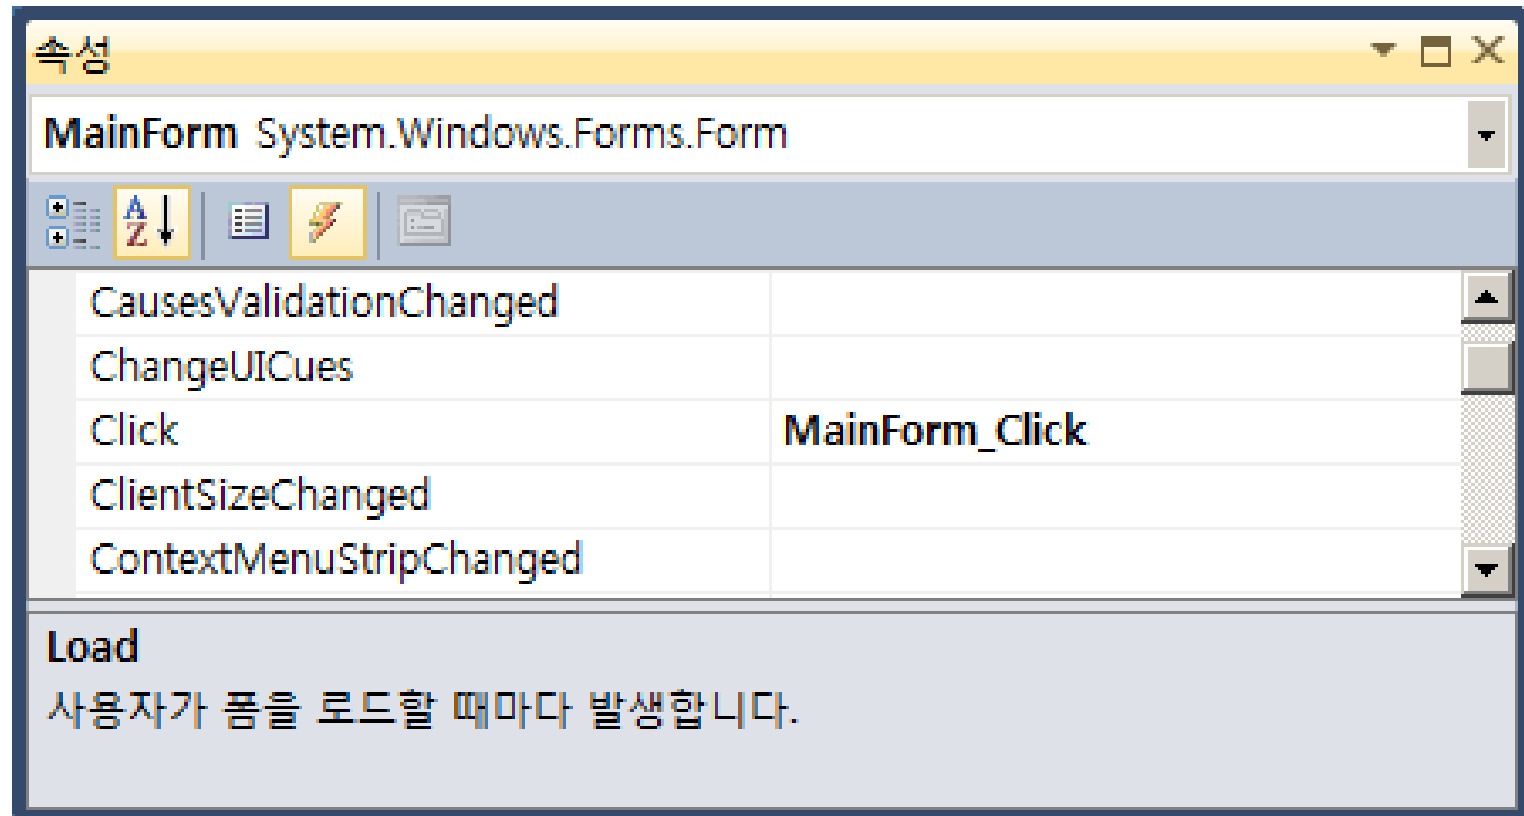 속성
MainForm System.Windows.Forms.Form
CausesValidationChanged
ChangeUICues
Click MainForm_Click
ClientSizeChanged
ContextMenuStripChanged
Load
사용자가 폼을 로드할 때마다 발생합니다.